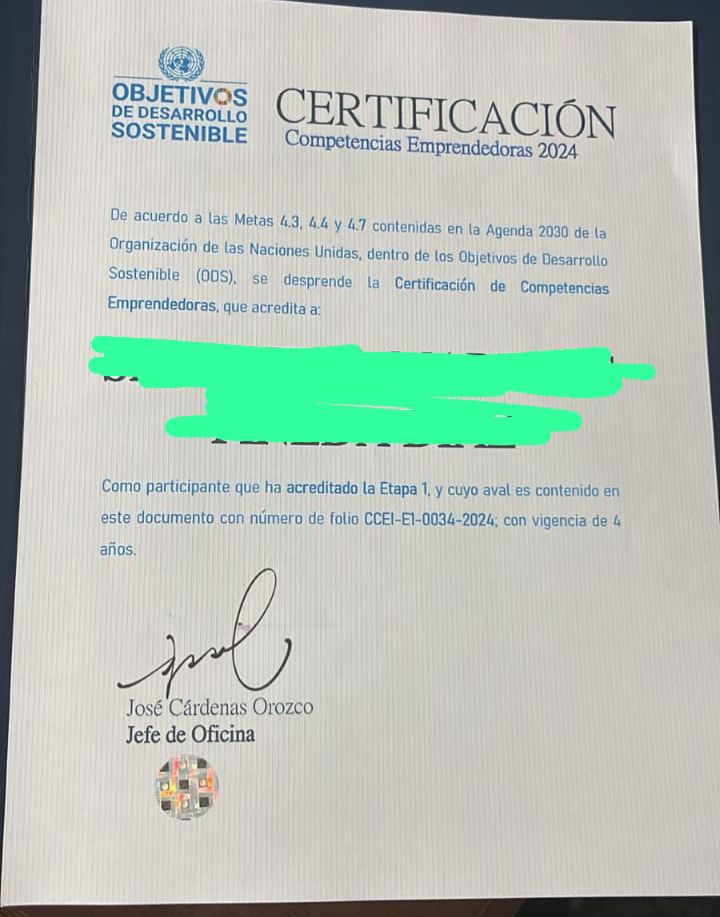 OBJETIVOS
DE DESARROLLO
SOSTENIBLE
CERTIFICACIÓN
Competencias Emprendedoras 2024
De acuerdo a las Metas 4.3, 4.4 y 4.7 contenidas en la Agenda 2030 de la
Organización de las Naciones Unidas, dentro de los Objetivos de Desarrollo
Sostenible (ODS), se desprende la Certificación de Competencias
Emprendedoras, que acredita a:
Como participante que ha acreditado la Etapa 1, y cuyo aval es contenido en
este documento con número de folio CCEI-E1-0034-2024; con vigencia de 4
años.
José Cárdenas Orozco
Jefe de Oficina